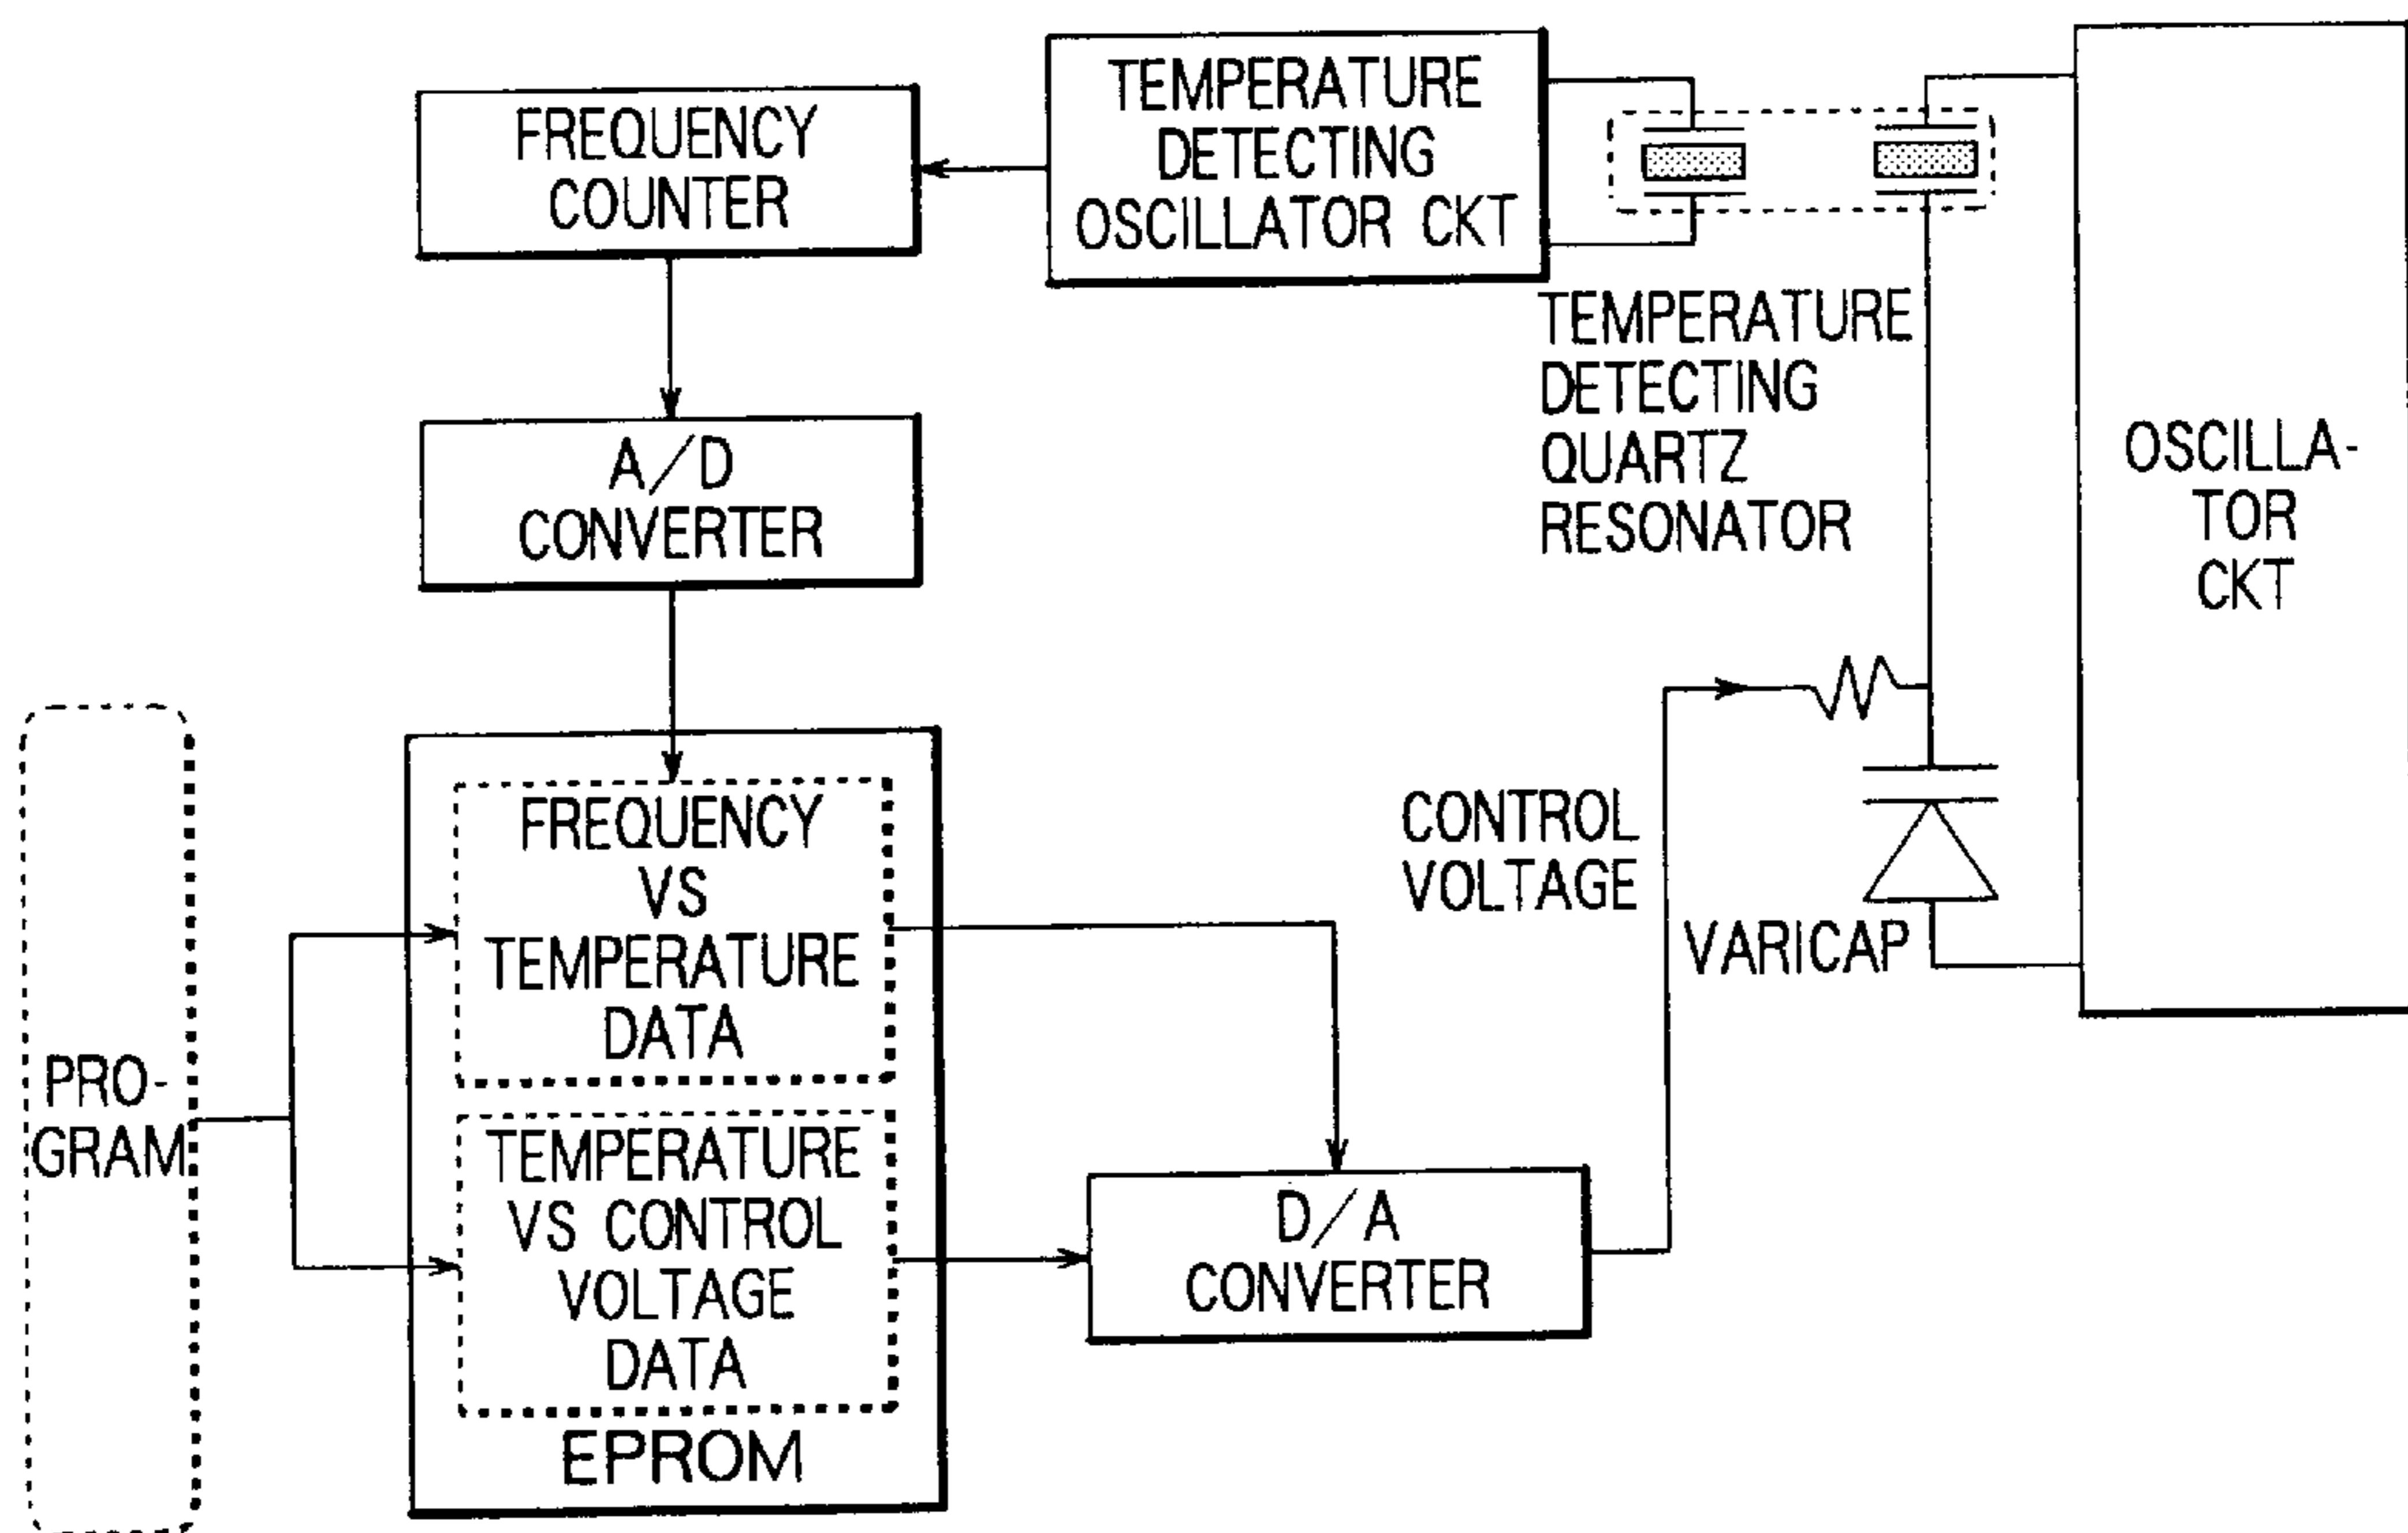 TEMPERATURE
DETECTING
OSCILLATOR CKT
FREQUENCY
COUNTER
TEMPERATURE
DETECTING
QUARTZ
RESONATOR
OSCILLA-
TOR
CKT
A/D
CONVERTER
FREQUENCY
VS
TEMPERATURE
DATA
CONTROL
VOLTAGE
VARICAP
PRO-
GRAM
TEMPERATURE
VS CONTROL
VOLTAGE
DATA
EPROM
D/A
CONVERTER